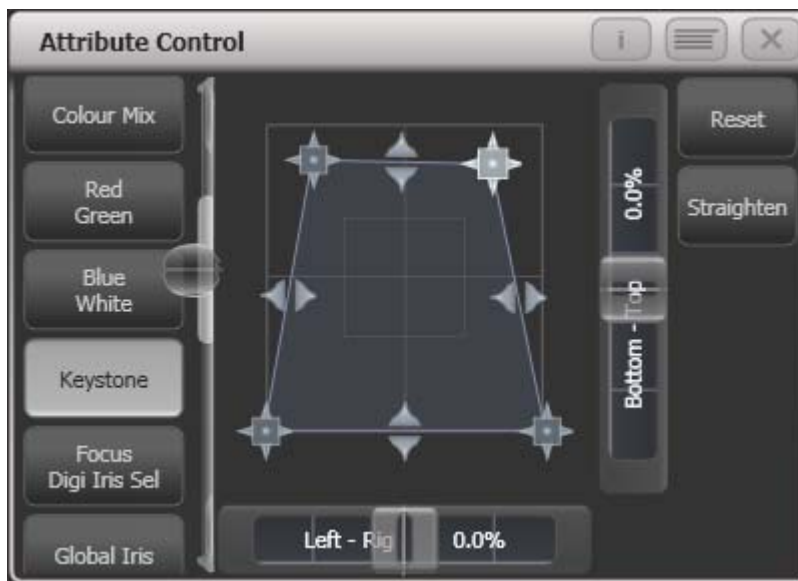 Attribute Control
i
Colour Mix
Red
Green
Blue
White
Keystone
Focus
Digi Iris Sel
Global Iris
0.0%
Bottom - Top
Reset
Straighten
Left - Rig
0.0%